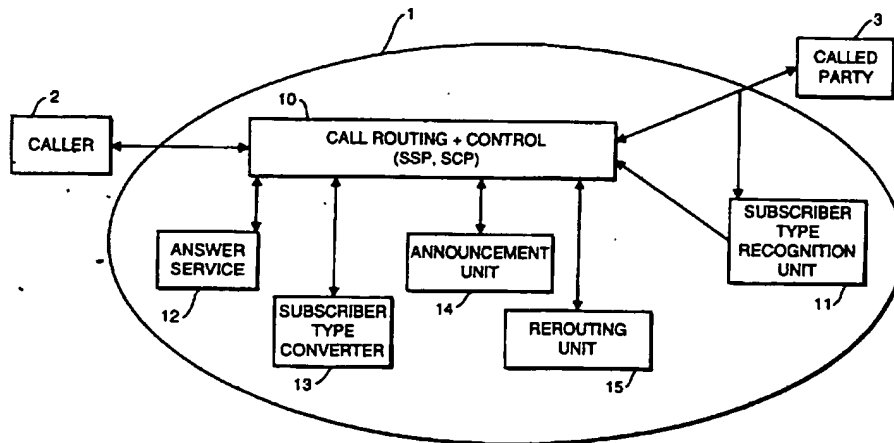 1
3
CALLED
PARTY
2
CALLER
10
CALL ROUTING + CONTROL
(SSP, SCP)
ANSWER
SERVICE
12
SUBSCRIBER
TYPE
CONVERTER
13
ANNOUNCEMENT
UNIT
14
REROUTING
UNIT
15
SUBSCRIBER
TYPE
RECOGNITION
UNIT
11